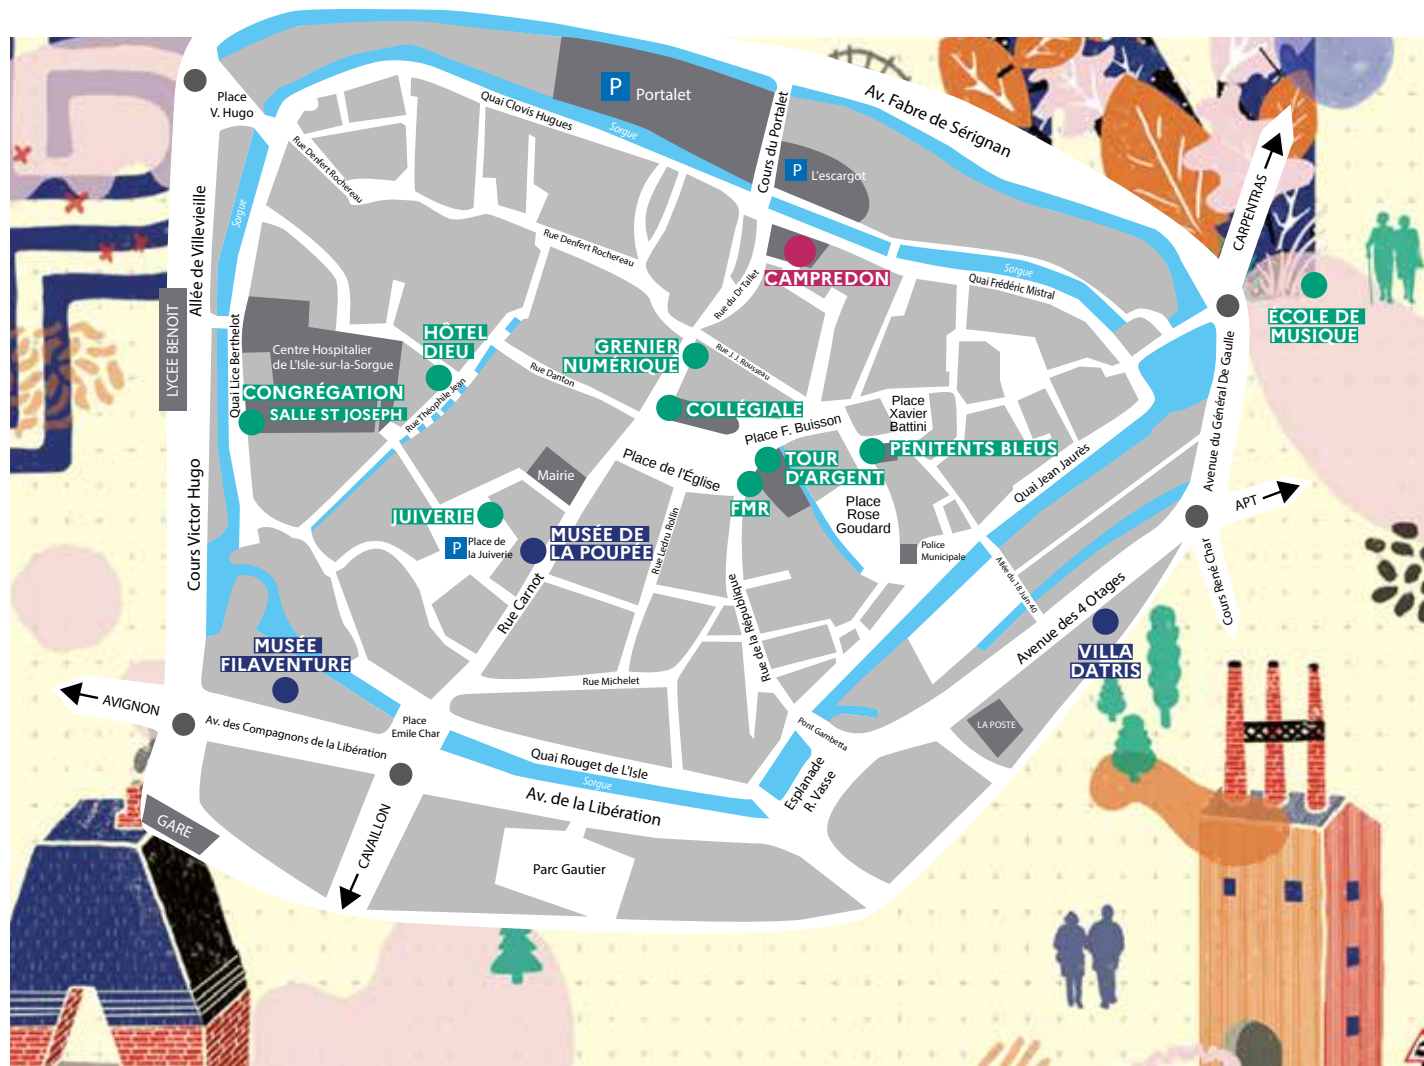 Place
V. Hugo
P Portalet
Quai Clovis Hugues
Sorgue
Cours du Portalet
Av. Fabre de Sérignan
P L'escargot
CARPENTRAS
Rue Denfert Rochereau
Sorgue
Allée de Villevieille
Rue Denfert Rochereau
CAMPREDON
Sorgue
Quai Frédéric Mistral
Rue du Dr Tallet
ÉCOLE DE
MUSIQUE
LYCEE BENOIT
Quai Lice Berthelot
Centre Hospitalier
de L'Isle-sur-la-Sorgue
HÔTEL
DIEU
GRENIER
NUMÉRIQUE
Rue J. J. Rousseau
Rue Danton
Avenue du Général De Gaulle
CONGRÉGATION
SALLE ST JOSEPH
Rue Théophile Jean
COLLÉGIALE
Place F. Buisson
Place
Xavier
Battini
PÉNITENTS BLEUS
TOUR
D'ARGENT
Place de l'Église
Mairie
FMR
Place
Rose
Goudard
Quai Jean Jaurès
APT
Cours Victor Hugo
JUIVERIE
P Place de
la Juiverie
MUSÉE DE
LA POUPÉE
Rue Ledru Rollin
Police
Municipale
Allée du 18 Juin 40
Cours René Char
Rue Carnot
Rue de la République
Avenue des 4 Otages
MUSÉE
FILAVENTURE
VILLA
DATRIS
Rue Michelet
AVIGNON
Av. des Compagnons de la Libération
Place
Emile Char
Pont Gambetta
LA POSTE
Quai Rouget de L'Isle
Sorgue
Av. de la Libération
Esplanade
R. Vasse
GARE
CAVAILLON
Parc Gautier